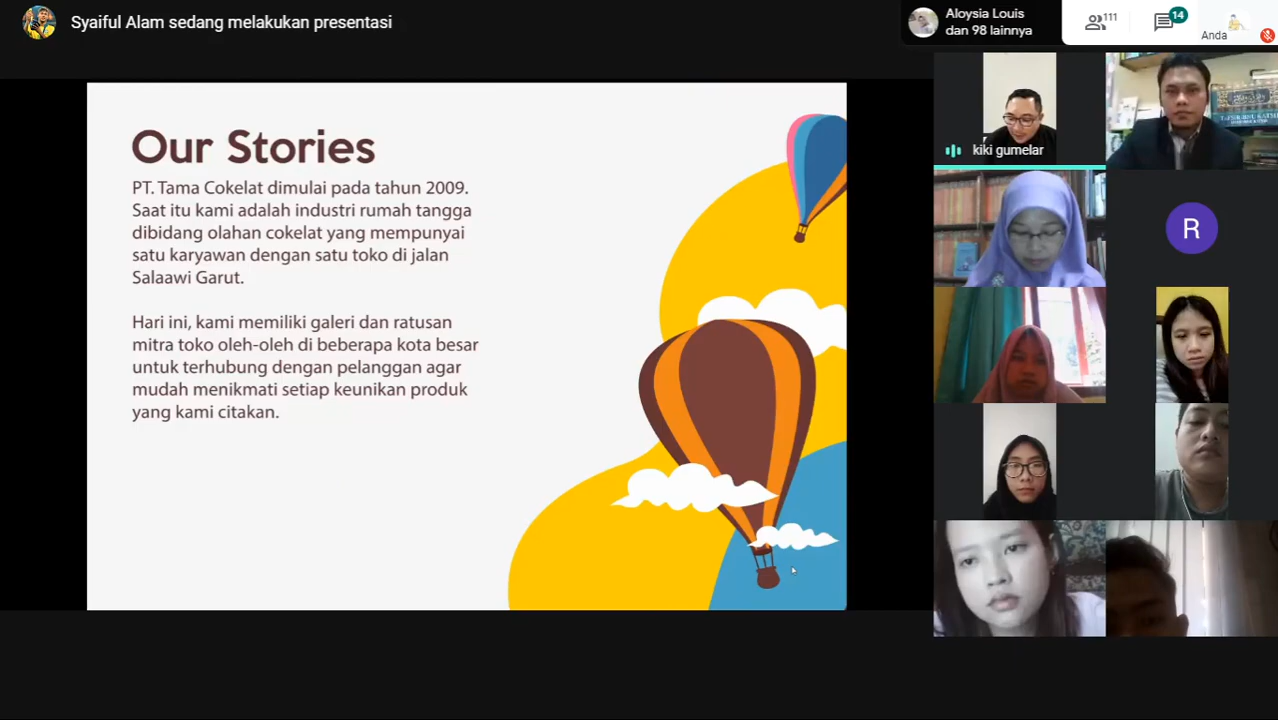 Syaiful Alam sedang melakukan presentasi
Aloysia Louis
dan 98 lainnya
111
14
Anda
Our Stories
PT. Tama Cokelat dimulai pada tahun 2009.
Saat itu kami adalah industri rumah tangga
dibidang olahan cokelat yang mempunyai
satu karyawan dengan satu toko di jalan
Salaawi Garut.
Hari ini, kami memiliki galeri dan ratusan
mitra toko oleh-oleh di beberapa kota besar
untuk terhubung dengan pelanggan agar
mudah menikmati setiap keunikan produk
yang kami citakan.
kiki gumelar
R